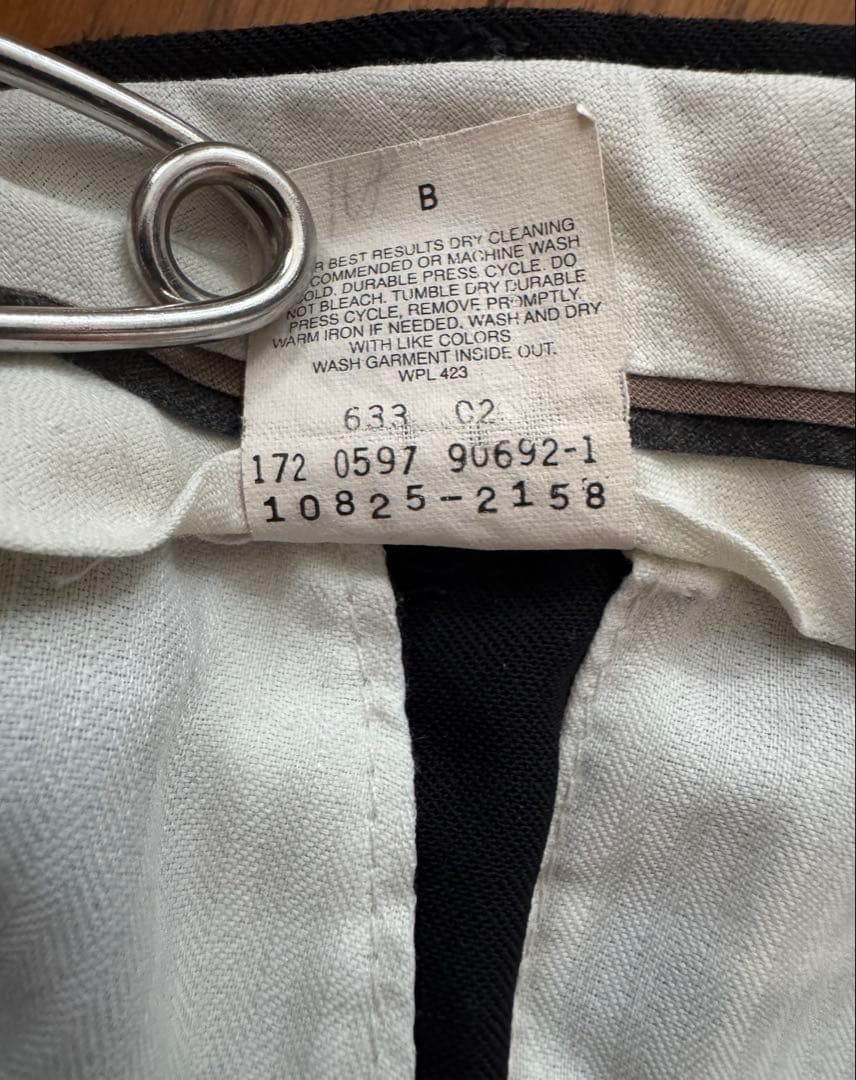 B
R BEST RESULTS DRY CLEANING
COMMENDED OR MACHINE WASH
OLD. DURABLE PRESS CYCLE. DO
NOT BLEACH. TUMBLE DRY DURABLE
PRESS CYCLE, REMOVE PROMPTLY.
WARM IRON IF NEEDED. WASH AND DRY
WITH LIKE COLORS
WASH GARMENT INSIDE OUT.
WPL 423
633 02
172 0597 90692-1
10825-2158